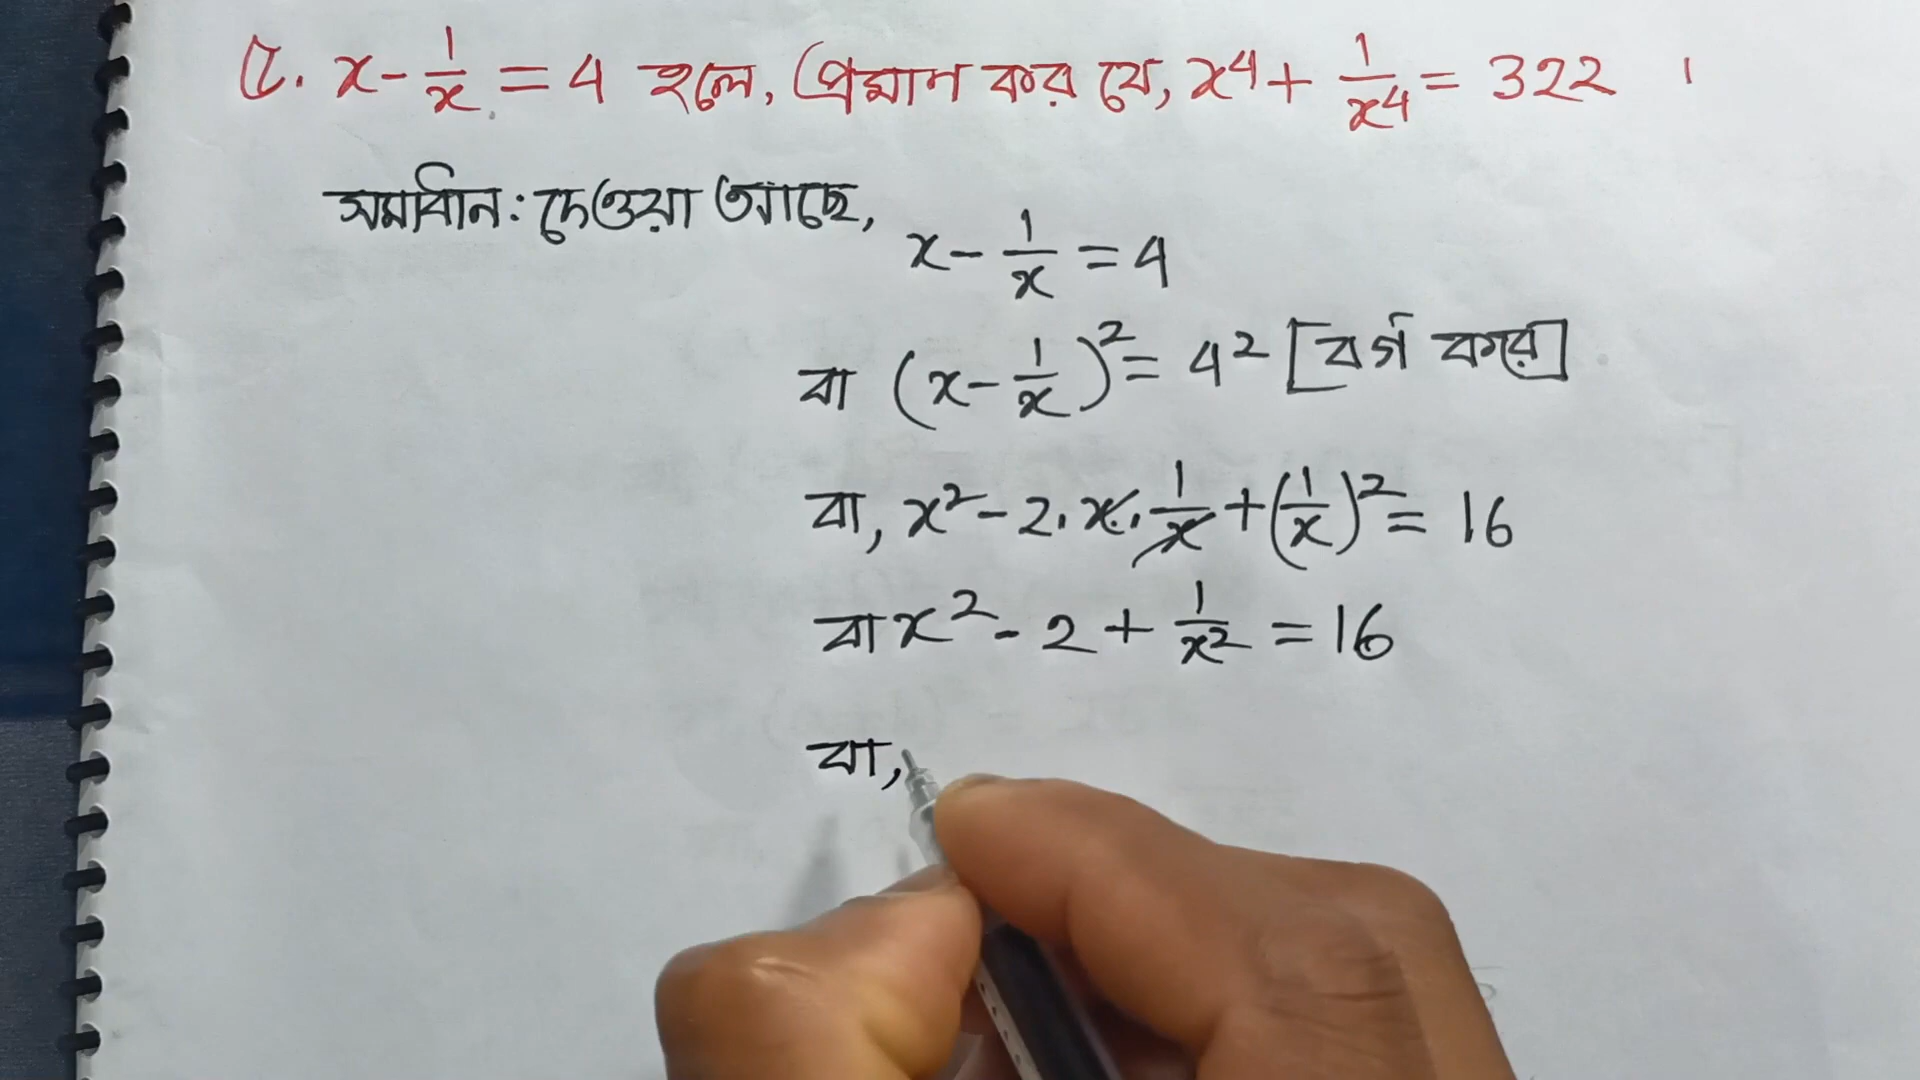 ৫. x - 1/x = 4 হলে, প্রমান কর যে, x⁴ + 1/x⁴ = 322 ।
সমাধান: দেওয়া আছে,
x - 1/x = 4
বা (x - 1/x)² = 4² [বর্গ করে]
বা, x² - 2.x.1/x + (1/x)² = 16
বা x² - 2 + 1/x² = 16
বা,